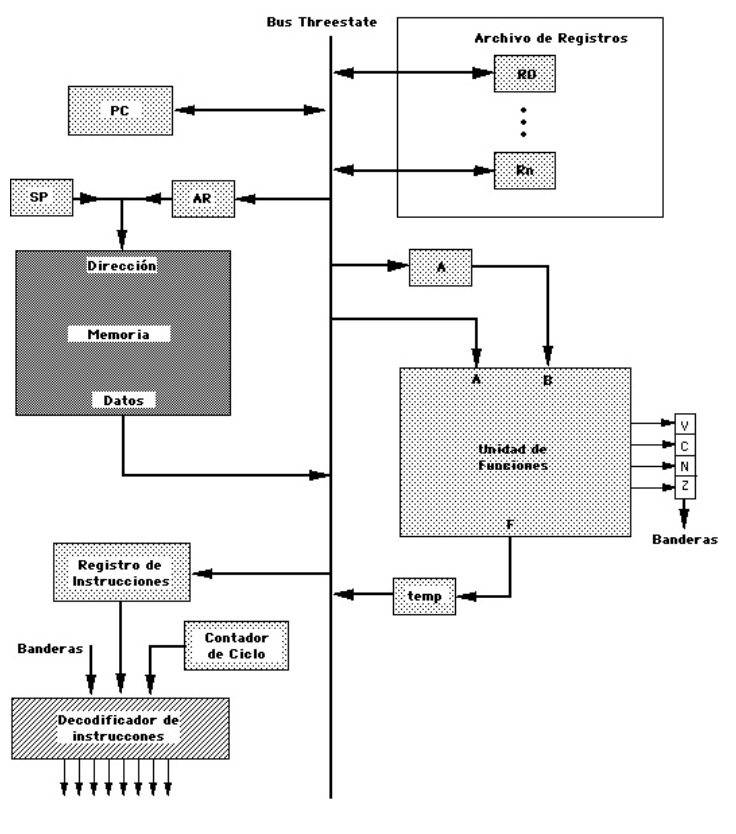 Bus Threestate
Archivo de Registros
R0
PC
Rn
SP
AR
Dirección
A
Memoria
A
B
Datos
V
Unidad de
Funciones
C
N
Z
F
Banderas
Registro de
Instrucciones
temp
Contador
de Ciclo
Banderas
Decodificador de
instruccones